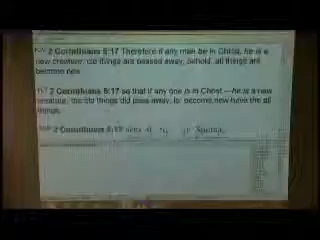 2 Corinthians 5:17 Therefore if any man be in Christ, he is a
new creature: old things are passed away; behold, all things are
become new.
2 Corinthians 5:17 so that if any one is in Christ -- he is a new
creature; the old things did pass away, lo, become new have the all
things.
2 Corinthians 5:17